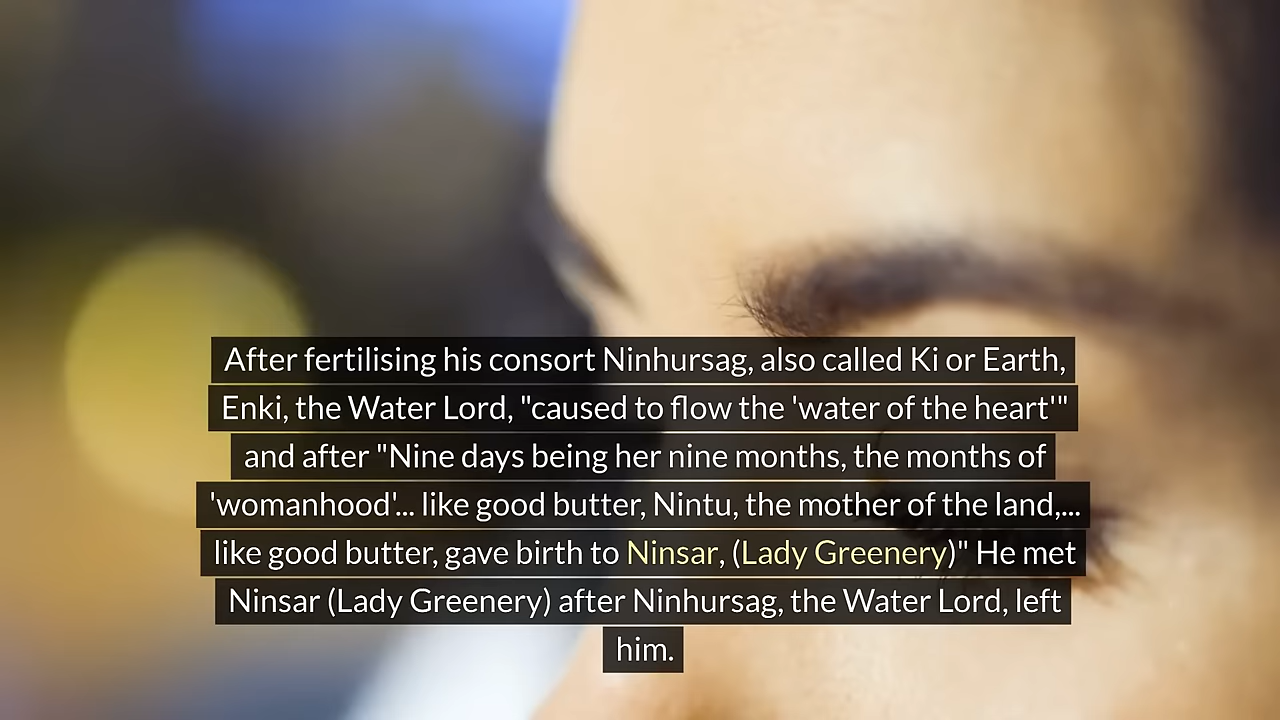 After fertilising his consort Ninhursag, also called Ki or Earth,
Enki, the Water Lord, "caused to flow the 'water of the heart'"
and after "Nine days being her nine months, the months of
'womanhood'... like good butter, Nintu, the mother of the land,...
like good butter, gave birth to Ninsar, (Lady Greenery)" He met
Ninsar (Lady Greenery) after Ninhursag, the Water Lord, left
him.